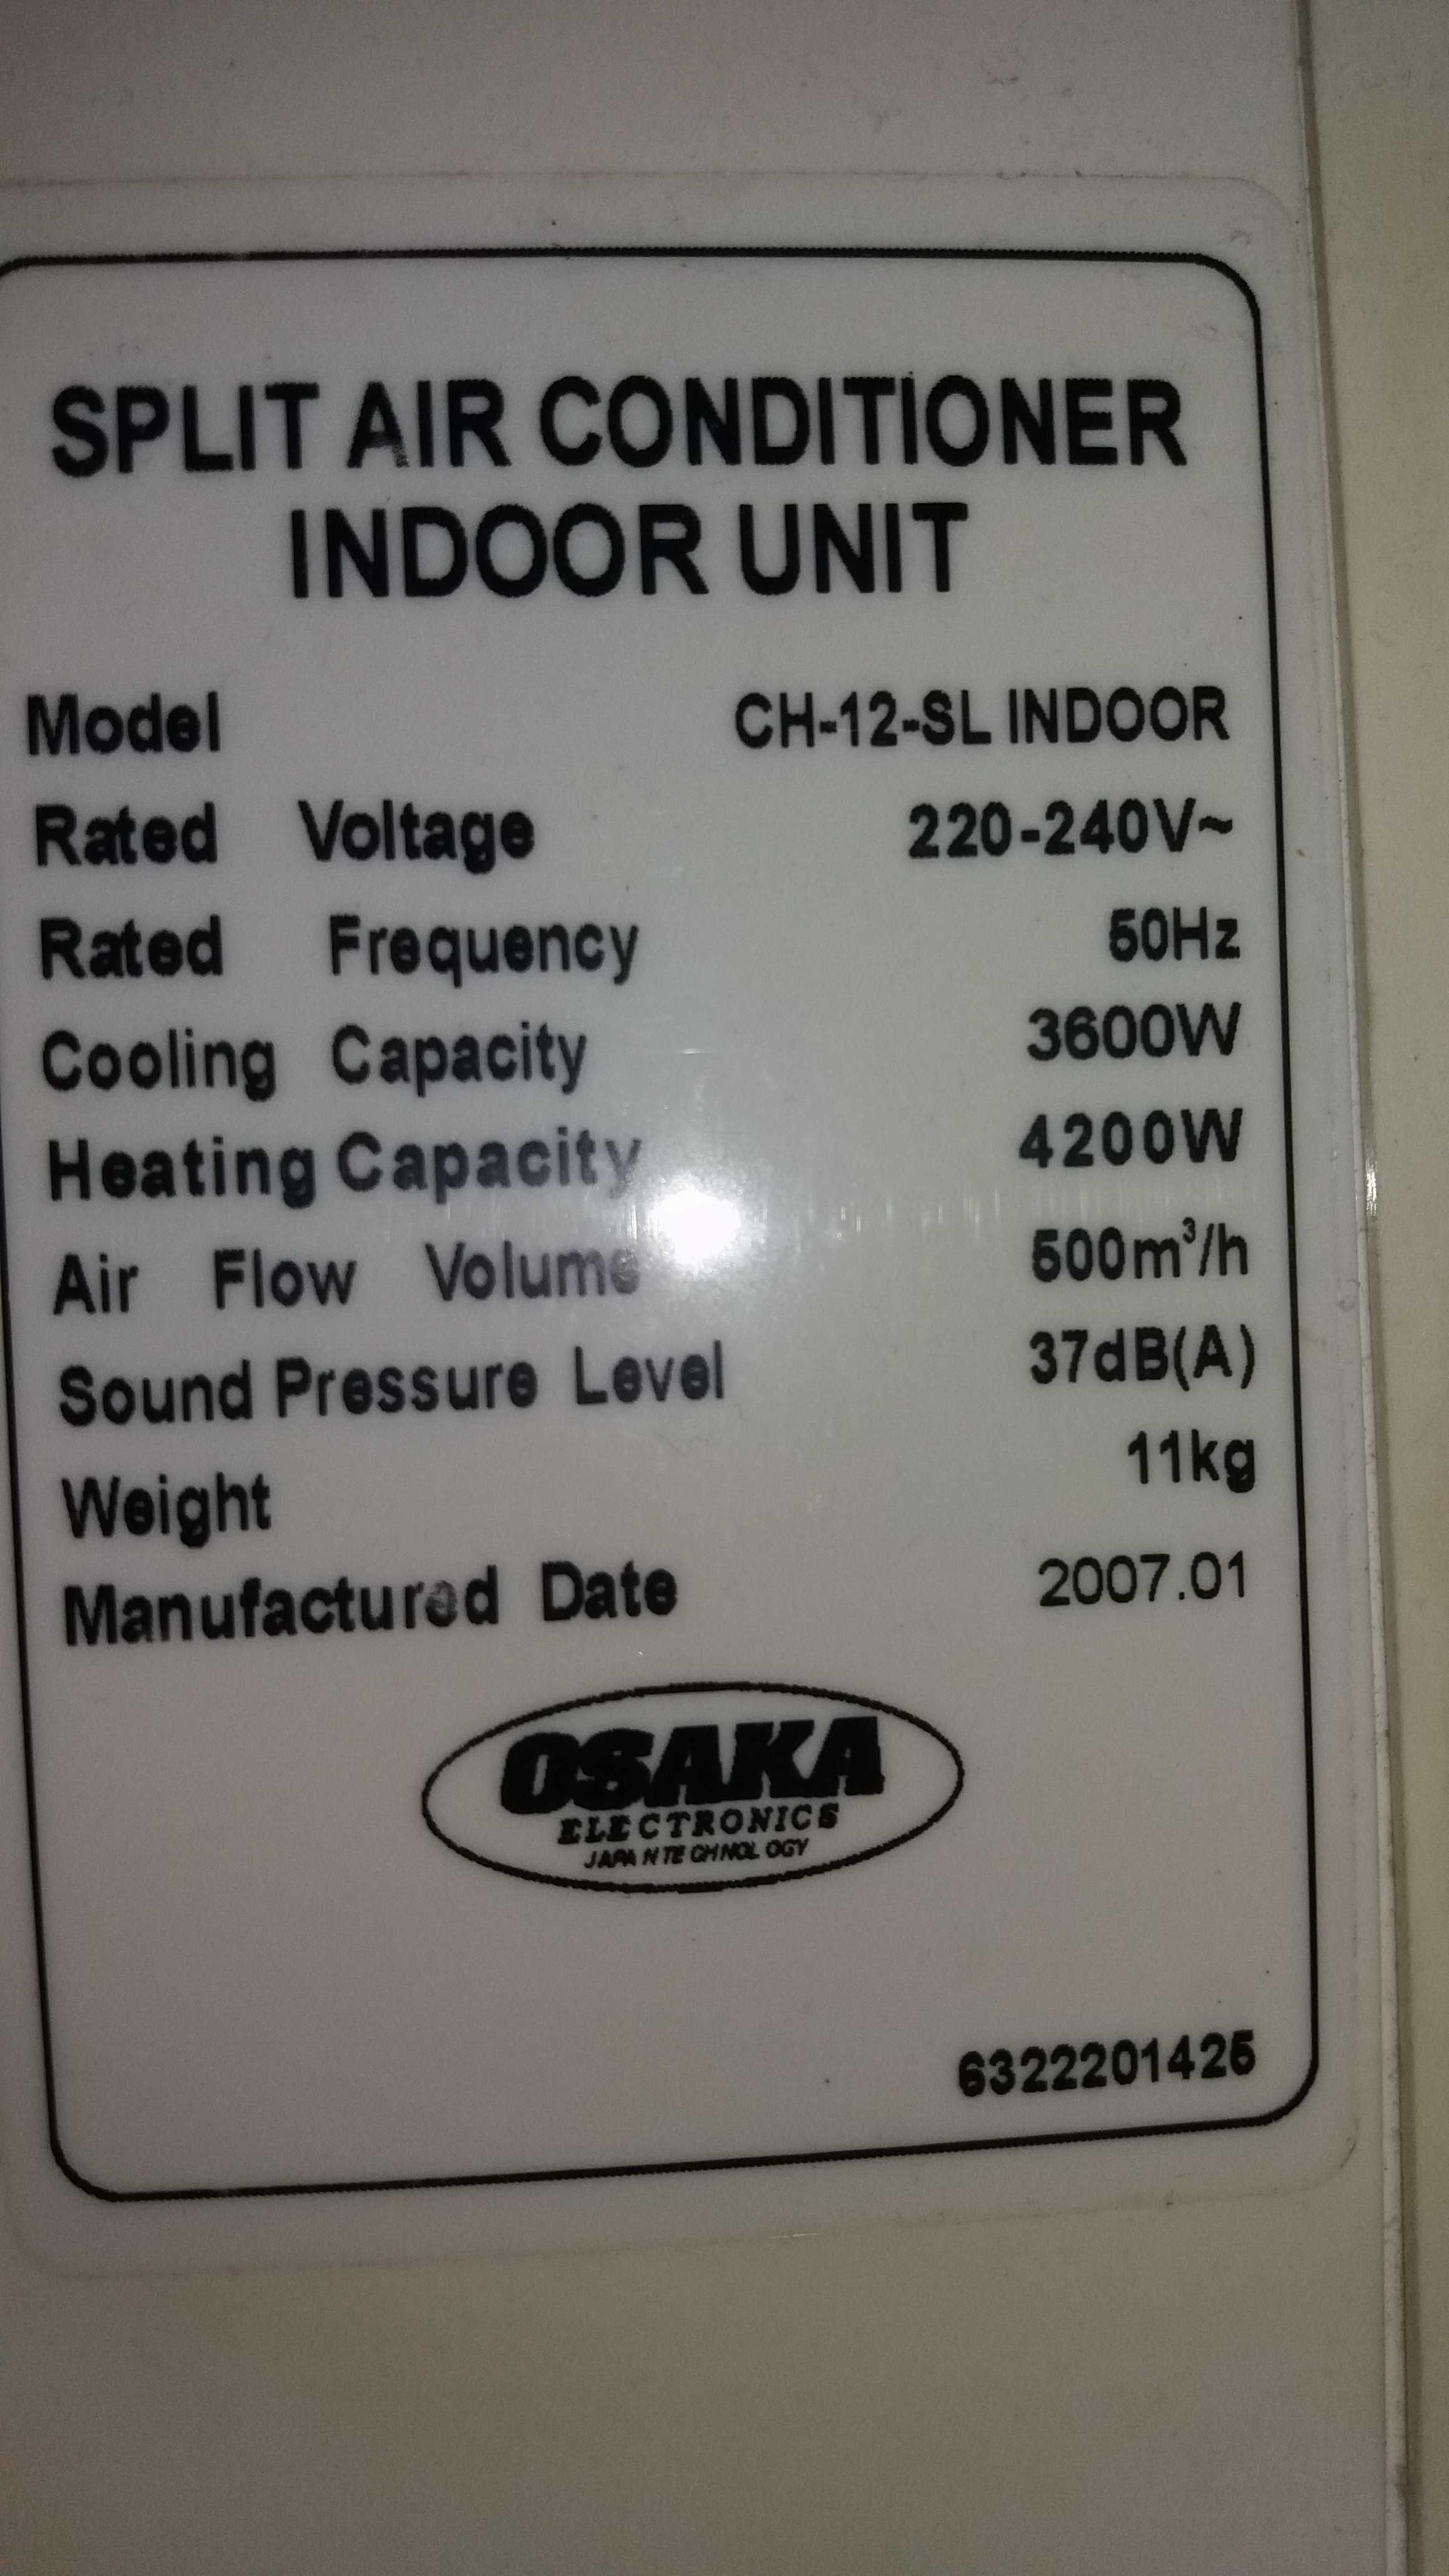 SPLIT AIR CONDITIONER
INDOOR UNIT
Model CH-12-SL INDOOR
Rated Voltage 220-240V~
Rated Frequency 50Hz
Cooling Capacity 3600W
Heating Capacity 4200W
Air Flow Volume 500m³/h
Sound Pressure Level 37dB(A)
Weight 11kg
Manufactured Date 2007.01
OSAKA
ELECTRONICS
JAPAN TECHNOLOGY
6322201425